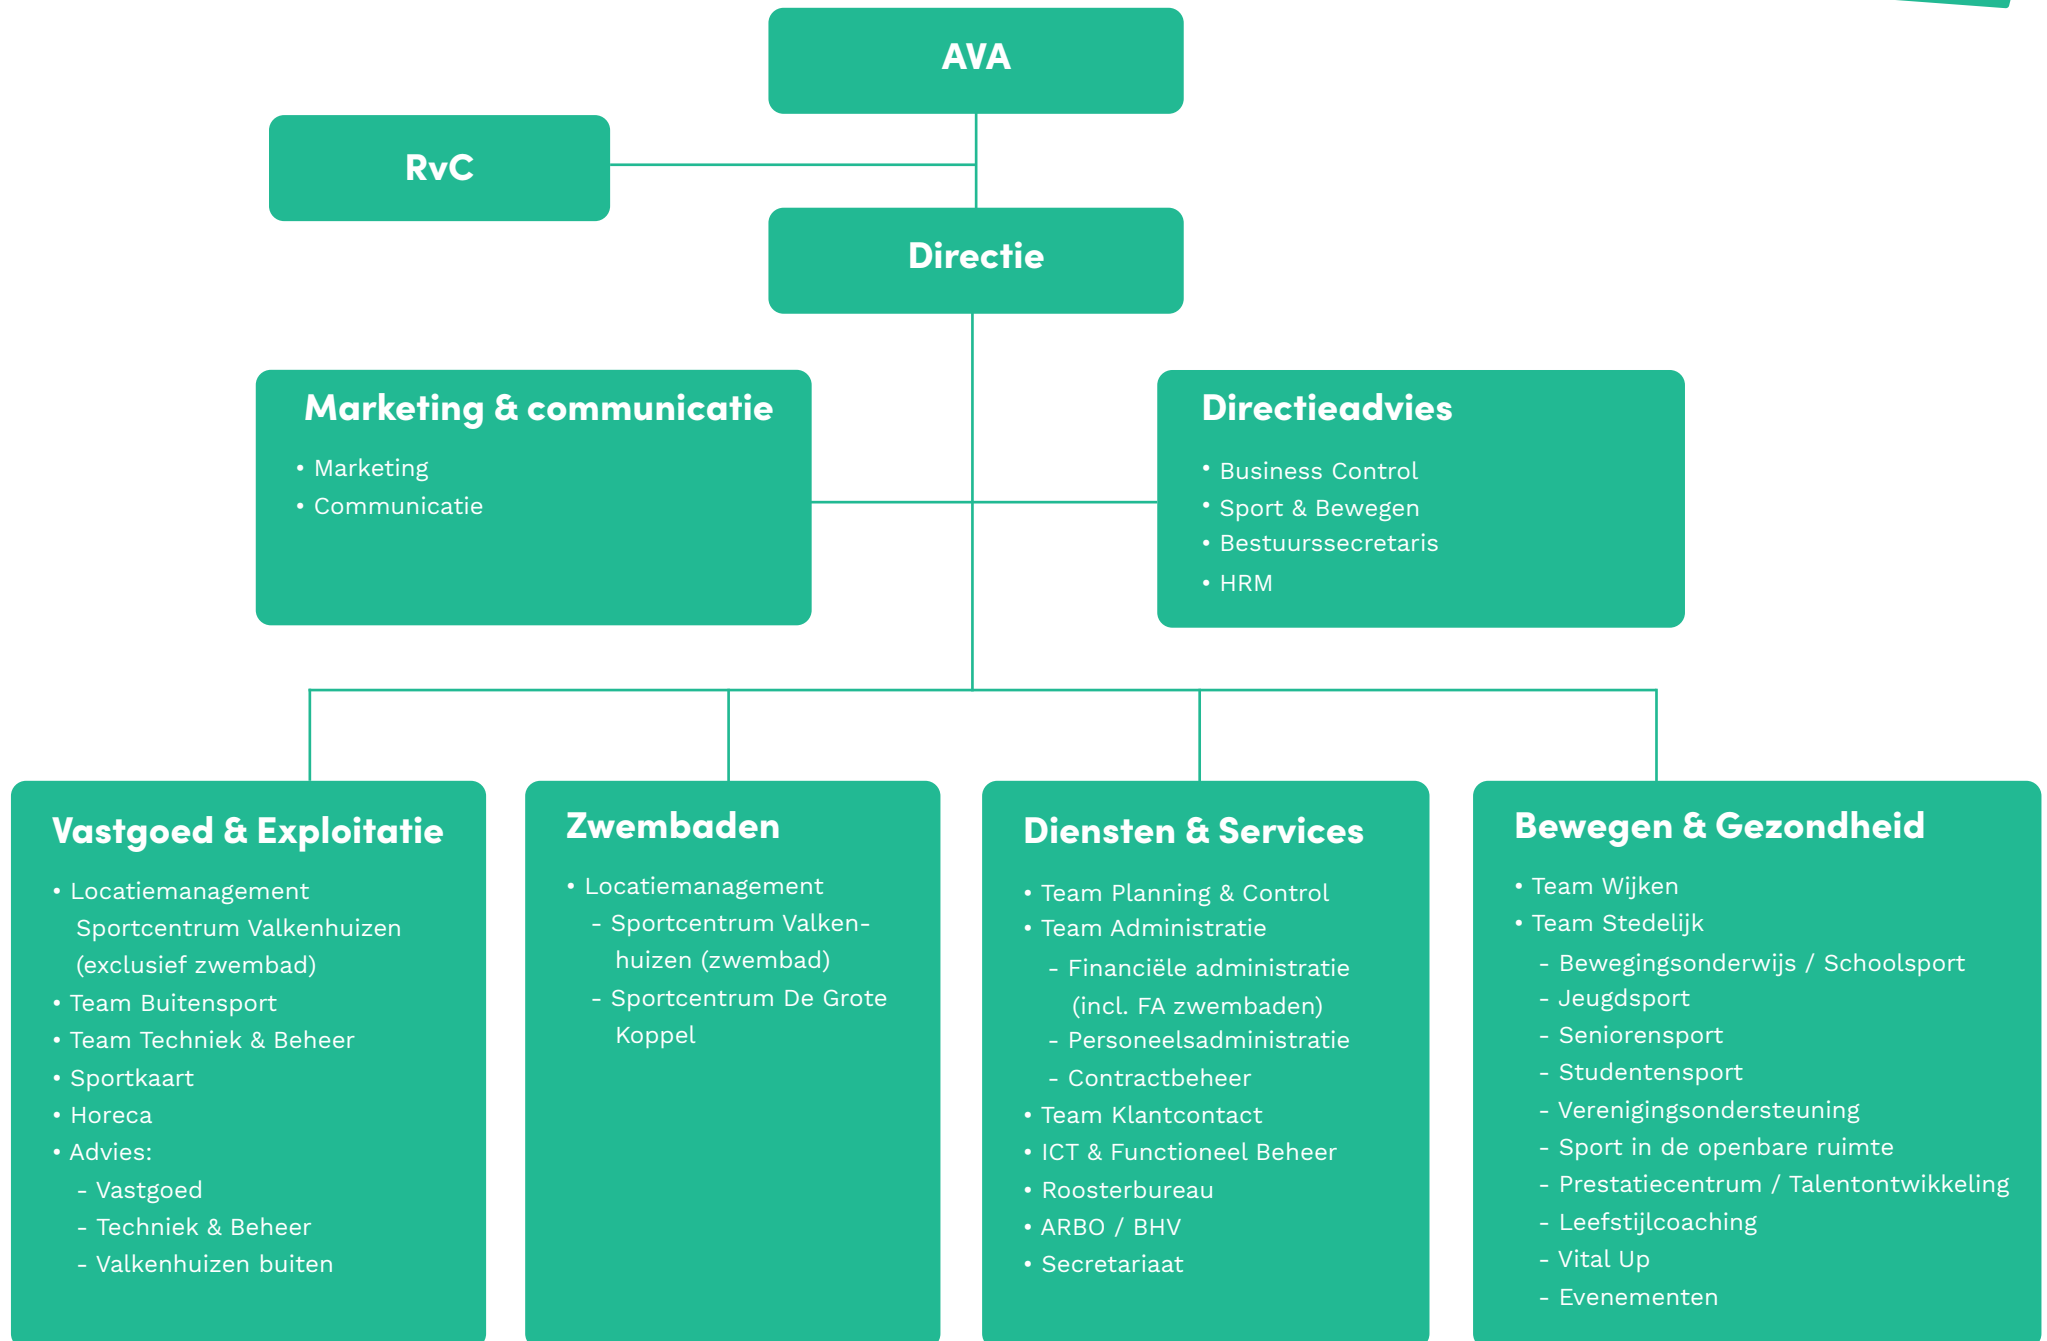 AVA
RvC
Directie
Marketing & communicatie
• Marketing
• Communicatie
Directieadvies
• Business Control
• Sport & Bewegen
• Bestuurssecretaris
• HRM
Vastgoed & Exploitatie
• Locatiemanagement
Sportcentrum Valkenhuizen
(exclusief zwembad)
• Team Buitensport
• Team Techniek & Beheer
• Sportkaart
• Horeca
• Advies:
- Vastgoed
- Techniek & Beheer
- Valkenhuizen buiten
Zwembaden
• Locatiemanagement
- Sportcentrum Valken-
huizen (zwembad)
- Sportcentrum De Grote
Koppel
Diensten & Services
• Team Planning & Control
• Team Administratie
- Financiële administratie
(incl. FA zwembaden)
- Personeelsadministratie
- Contractbeheer
• Team Klantcontact
• ICT & Functioneel Beheer
• Roosterbureau
• ARBO / BHV
• Secretariaat
Bewegen & Gezondheid
• Team Wijken
• Team Stedelijk
- Bewegingsonderwijs / Schoolsport
- Jeugdsport
- Seniorensport
- Studentensport
- Verenigingsondersteuning
- Sport in de openbare ruimte
- Prestatiecentrum / Talentontwikkeling
- Leefstijlcoaching
- Vital Up
- Evenementen